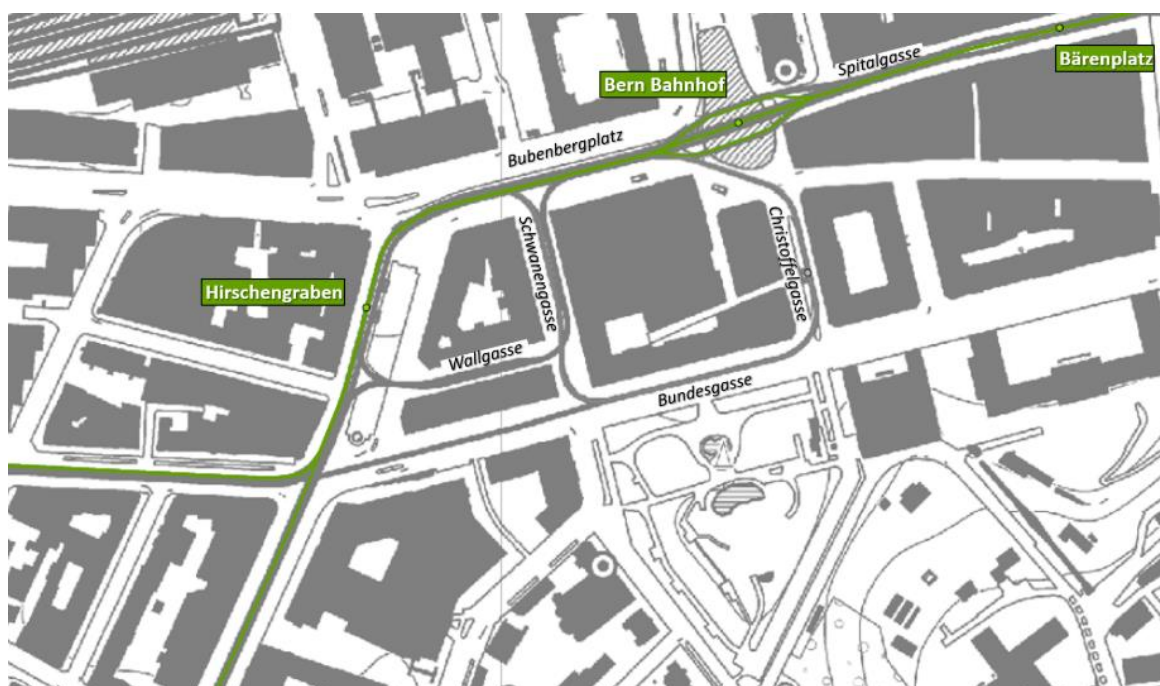 Spitalgasse
Bärenplatz
Bern Bahnhof
Bubenbergplatz
Schwanengasse
Christoffelgasse
Hirschengraben
Wallgasse
Bundesgasse